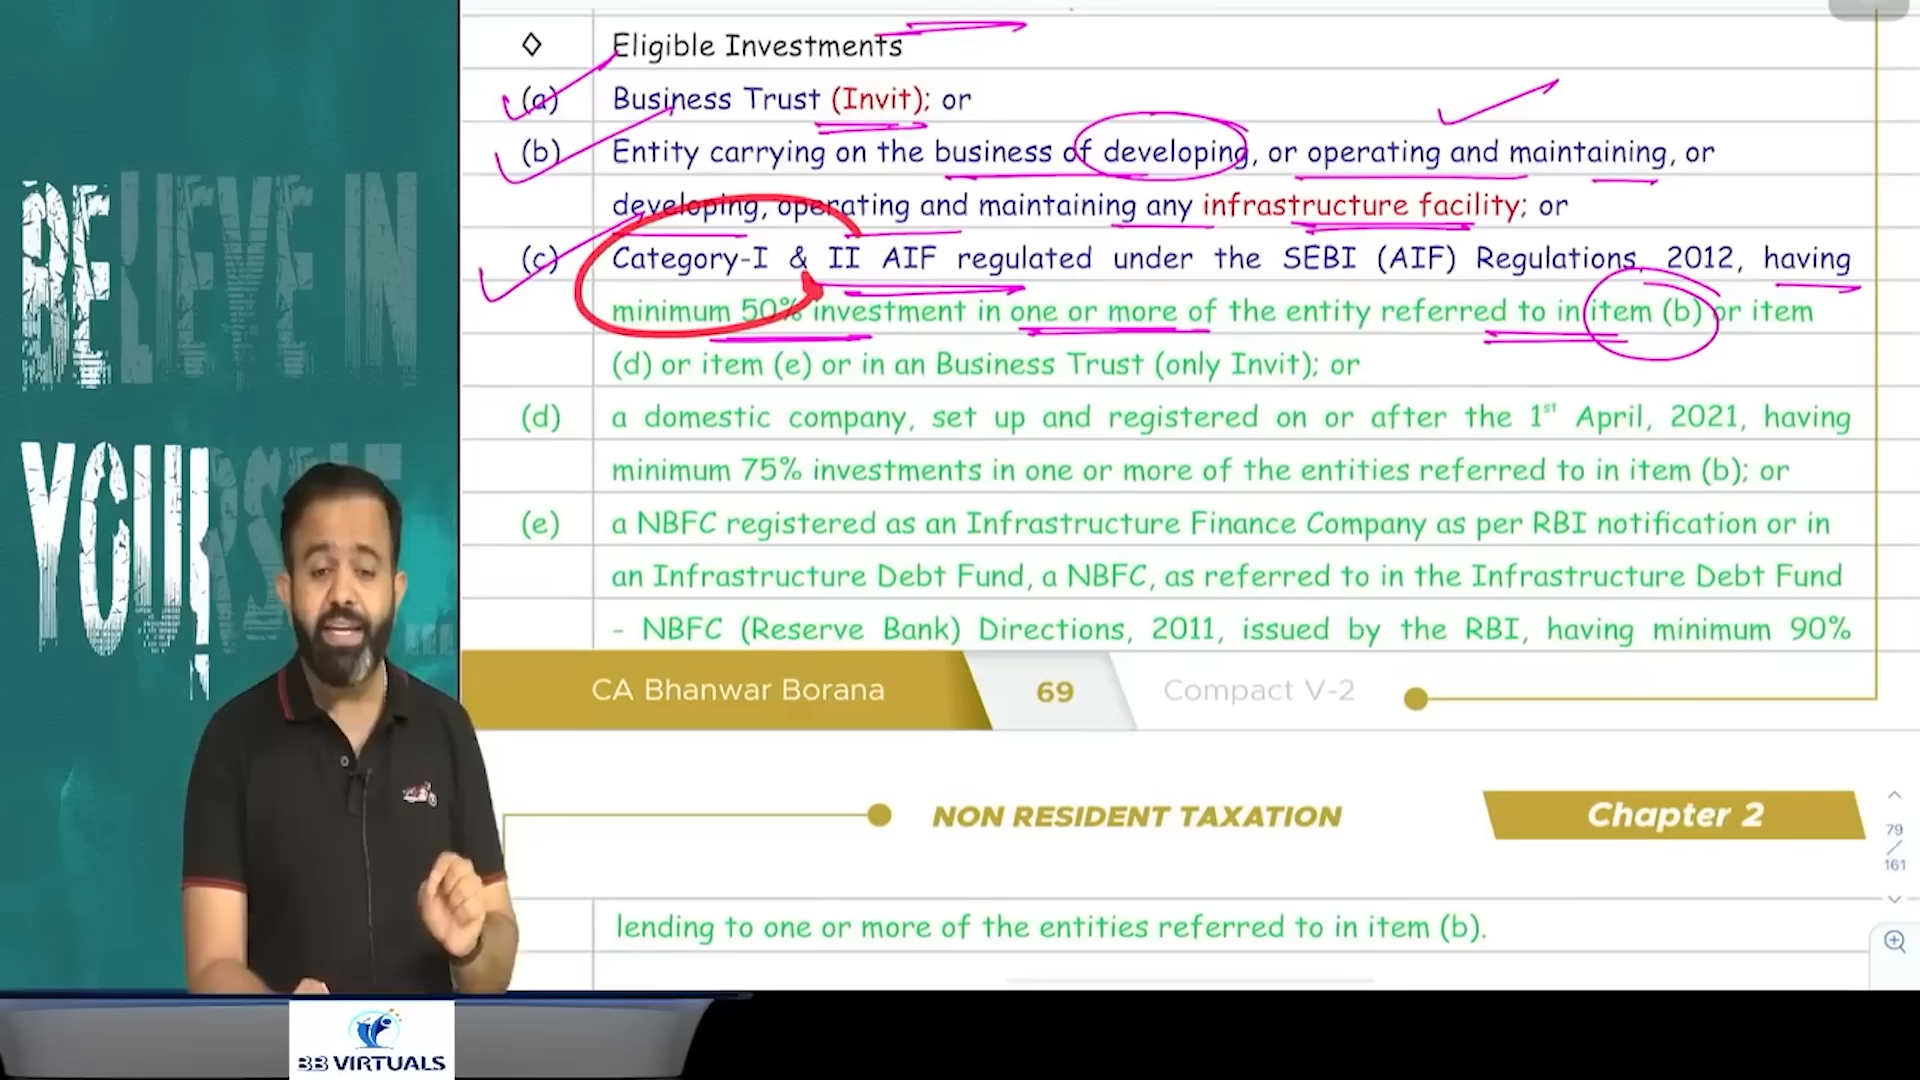 BELIEVE IN
YOURSELF...
◇ Eligible Investments
(a) Business Trust (Invit); or
(b) Entity carrying on the business of developing, or operating and maintaining, or
developing, operating and maintaining any infrastructure facility; or
(c) Category-I & II AIF regulated under the SEBI (AIF) Regulations, 2012, having
minimum 50% investment in one or more of the entity referred to in item (b) or item
(d) or item (e) or in an Business Trust (only Invit); or
(d) a domestic company, set up and registered on or after the 1st April, 2021, having
minimum 75% investments in one or more of the entities referred to in item (b); or
(e) a NBFC registered as an Infrastructure Finance Company as per RBI notification or in
an Infrastructure Debt Fund, a NBFC, as referred to in the Infrastructure Debt Fund
- NBFC (Reserve Bank) Directions, 2011, issued by the RBI, having minimum 90%
CA Bhanwar Borana 69 Compact V-2
NON RESIDENT TAXATION Chapter 2
79
/
161
lending to one or more of the entities referred to in item (b).
BB VIRTUALS